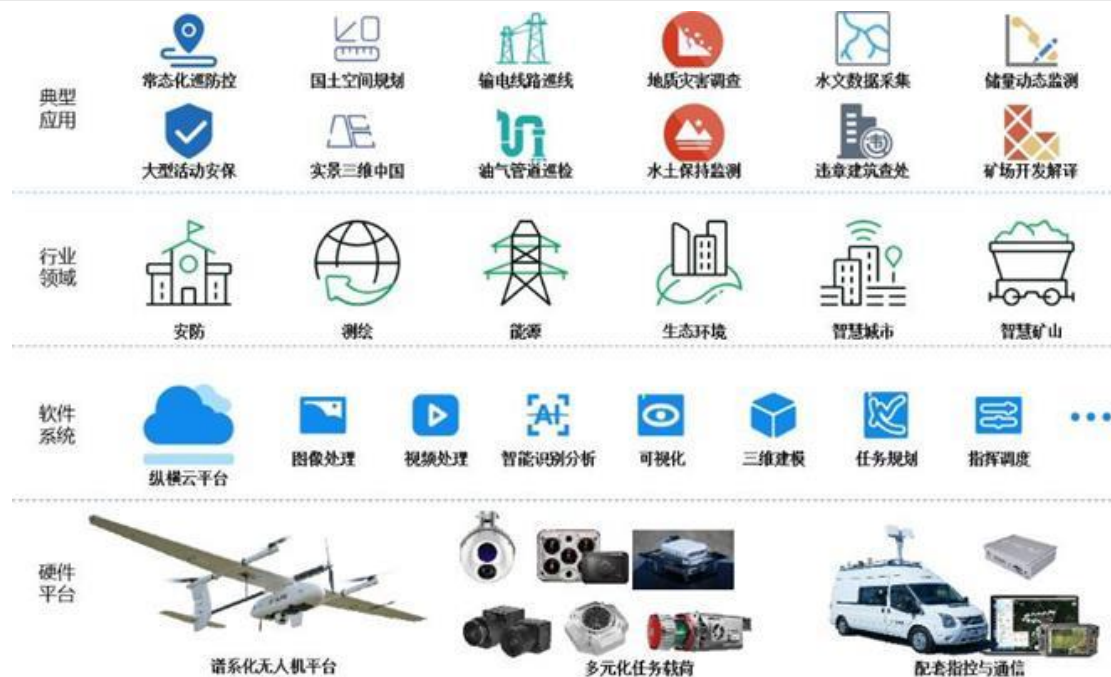 典型
应用
常态化巡防控
国土空间规划
输电线路巡线
地质灾害调查
水文数据采集
储量动态监测
大型活动安保
实景三维中国
油气管道巡检
水土保持监测
违
违章建筑查处
矿场开发解译
行业
领域
安防
测绘
能源
生态环境
智慧城市
智慧矿山
软件
系统
纵横云平台
图像处理
视频处理
AI
智能识别分析
可视化
三维建模
任务规划
指挥调度
•••
硬件
平台
谱系化无人机平台
多元化任务载荷
配套指控与通信